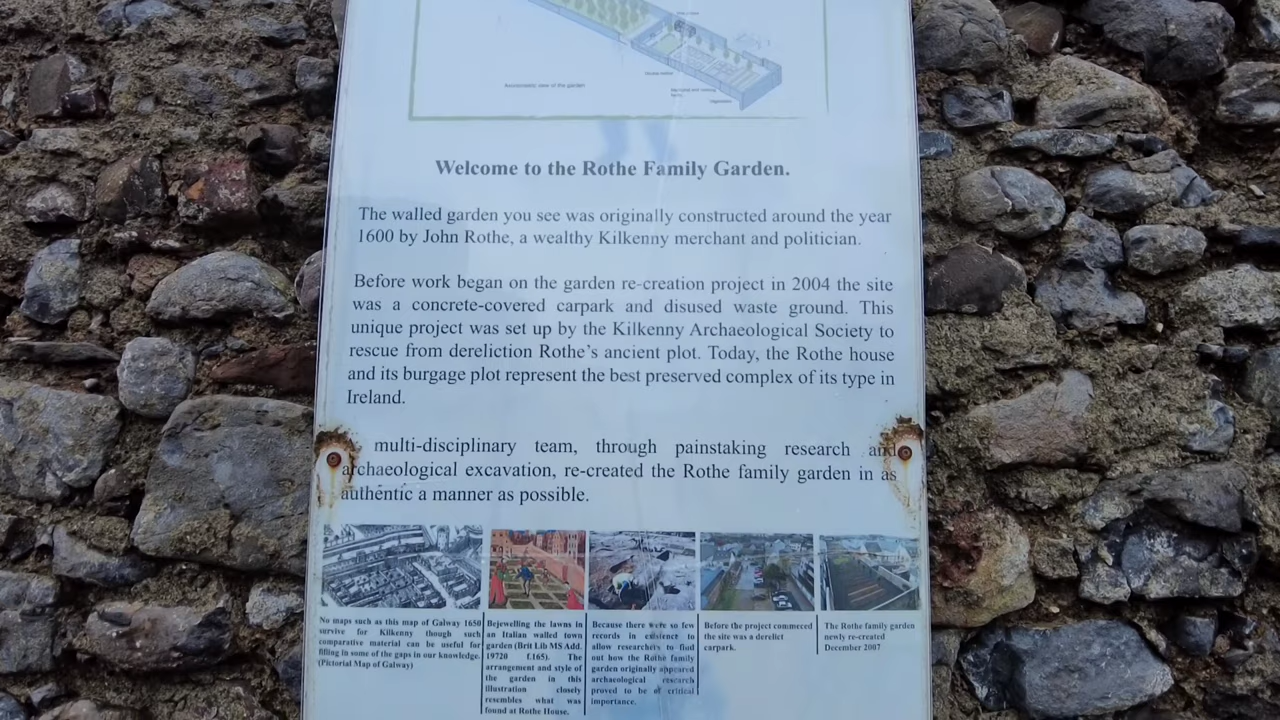 Axonometric view of the garden
Vegetables
Welcome to the Rothe Family Garden.
The walled garden you see was originally constructed around the year
1600 by John Rothe, a wealthy Kilkenny merchant and politician.
Before work began on the garden re-creation project in 2004 the site
was a concrete-covered carpark and disused waste ground. This
unique project was set up by the Kilkenny Archaeological Society to
rescue from dereliction Rothe's ancient plot. Today, the Rothe house
and its burgage plot represent the best preserved complex of its type in
Ireland.
multi-disciplinary team, through painstaking research and
archaeological excavation, re-created the Rothe family garden in as
authentic a manner as possible.
No maps such as this map of Galway 1650
survive for Kilkenny though such
comparative material can be useful for
filling in some of the gaps in our knowledge.
(Pictorial Map of Galway)
Bejewelling the lawns in
an Italian walled town
garden (Brit Lib MS Add.
19720 f.165). The
arrangement and style of
the garden in this
illustration closely
resembles what was
found at Rothe House.
Because there were so few
records in existence to
allow researchers to find
out how the Rothe family
garden originally appeared
archaeological research
proved to be of critical
importance.
Before the project commenced
the site was a derelict
carpark.
The Rothe family garden
newly re-created
December 2007